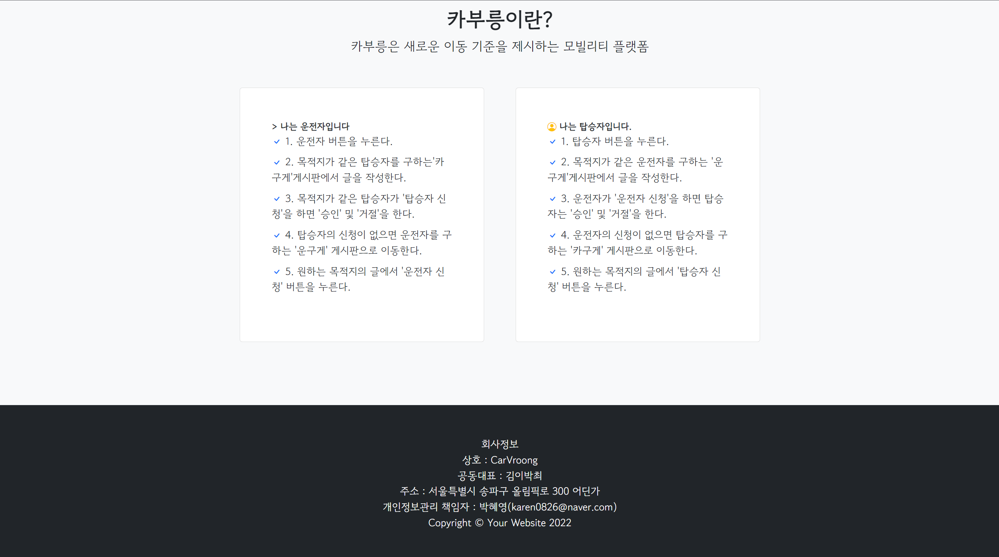 카부릉이란?
카부릉은 새로운 이동 기준을 제시하는 모빌리티 플랫폼
> 나는 운전자입니다
1. 운전자 버튼을 누른다.
2. 목적지가 같은 탑승자를 구하는'카
구게'게시판에서 글을 작성한다.
3. 목적지가 같은 탑승자가 '탑승자 신
청'을 하면 '승인' 및 '거절'을 한다.
4. 탑승자의 신청이 없으면 운전자를 구
하는 '운구게' 게시판으로 이동한다.
5. 원하는 목적지의 글에서 '운전자 신
청' 버튼을 누른다.
나는 탑승자입니다.
1. 탑승자 버튼을 누른다.
2. 목적지가 같은 운전자를 구하는 '운
구게'게시판에서 글을 작성한다.
3. 운전자가 '운전자 신청'을 하면 탑승
자는 '승인' 및 '거절'을 한다.
4. 운전자의 신청이 없으면 탑승자를 구
하는 '카구게' 게시판으로 이동한다.
5. 원하는 목적지의 글에서 '탑승자 신
청' 버튼을 누른다.
회사정보
상호 : CarVroong
공동대표 : 김이박최
주소 : 서울특별시 송파구 올림픽로 300 어딘가
개인정보관리 책임자 : 박혜영(karen0826@naver.com)
Copyright © Your Website 2022